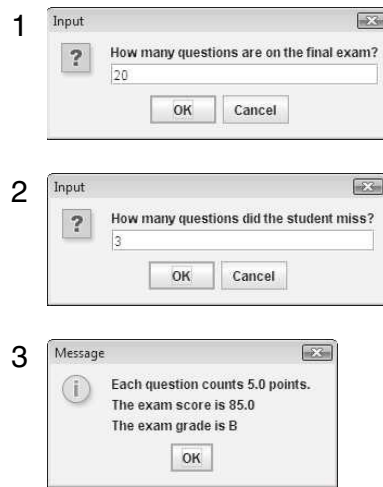 1
Input
How many questions are on the final exam?
20
OK Cancel
2
Input
How many questions did the student miss?
3
OK Cancel
3
Message
Each question counts 5.0 points.
The exam score is 85.0
The exam grade is B
OK